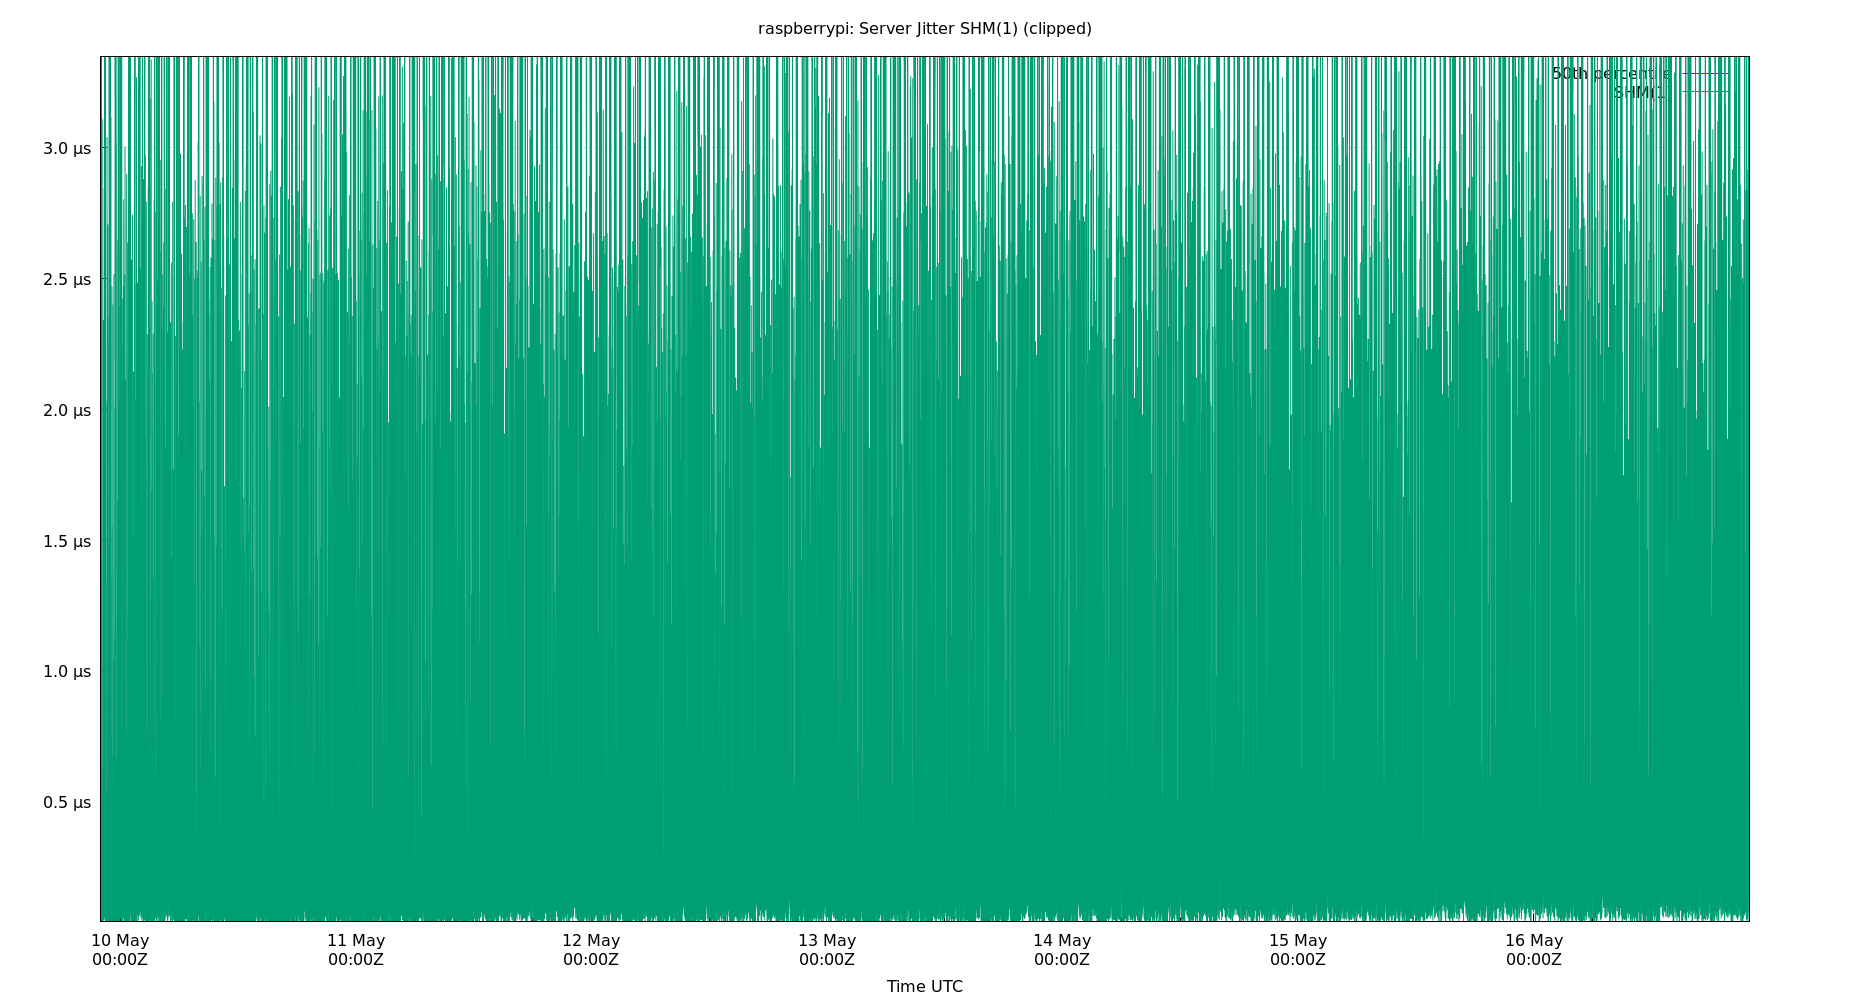 raspberrypi: Server Jitter SHM(1) (clipped)
50th percentile
SHM(1)
3.0 µs
2.5 µs
2.0 µs
1.5 µs
1.0 µs
0.5 µs
10 May 11 May 12 May 13 May 14 May 15 May 16 May
00:00Z 00:00Z 00:00Z 00:00Z 00:00Z 00:00Z 00:00Z
Time UTC